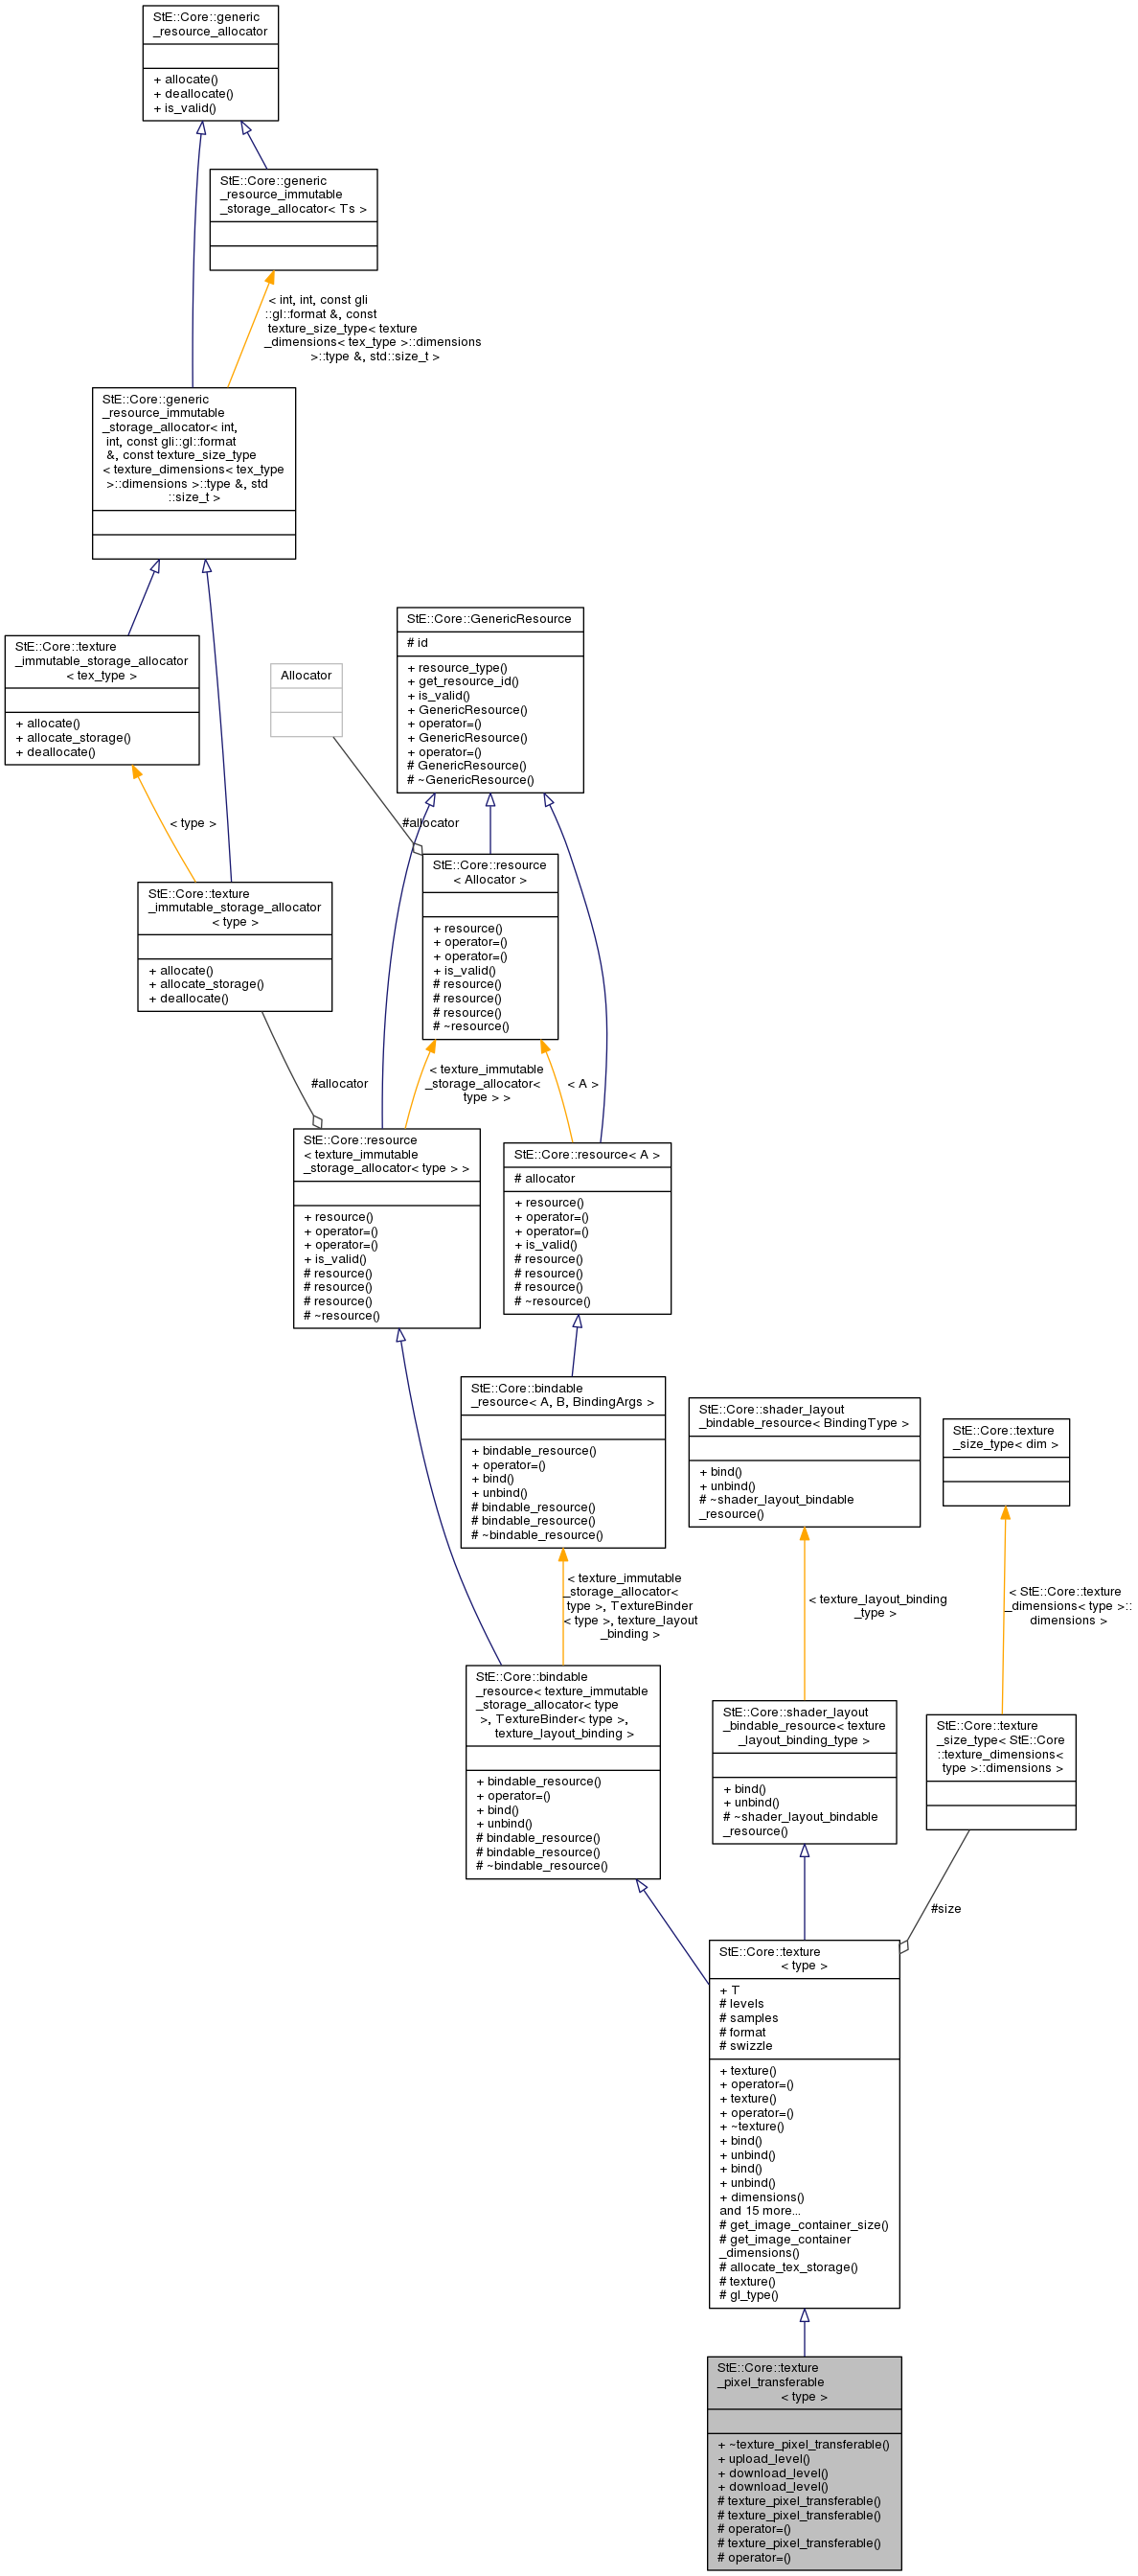 StE::Core::generic
_resource_allocator
+ allocate()
+ deallocate()
+ is_valid()
StE::Core::generic
_resource_immutable
_storage_allocator< Ts >
< int, int, const gli
::gl::format &, const
texture_size_type< texture
_dimensions< tex_type >::dimensions
>::type &, std::size_t >
StE::Core::generic
_resource_immutable
_storage_allocator< int,
int, const gli::gl::format
&, const texture_size_type
< texture_dimensions< tex_type
>::dimensions >::type &, std
::size_t >
StE::Core::texture
_immutable_storage_allocator
< tex_type >
+ allocate()
+ allocate_storage()
+ deallocate()
StE::Core::GenericResource
# id
+ resource_type()
+ get_resource_id()
+ is_valid()
+ GenericResource()
+ operator=()
+ GenericResource()
+ operator=()
# GenericResource()
# ~GenericResource()
Allocator
< type >
#allocator
StE::Core::resource
< Allocator >
+ resource()
+ operator=()
+ operator=()
+ is_valid()
# resource()
# resource()
# resource()
# ~resource()
StE::Core::texture
_immutable_storage_allocator
< type >
+ allocate()
+ allocate_storage()
+ deallocate()
#allocator
< texture_immutable
_storage_allocator<
type > >
< A >
StE::Core::resource
< texture_immutable
_storage_allocator< type > >
+ resource()
+ operator=()
+ operator=()
+ is_valid()
# resource()
# resource()
# resource()
# ~resource()
StE::Core::resource< A >
# allocator
+ resource()
+ operator=()
+ operator=()
+ is_valid()
# resource()
# resource()
# resource()
# ~resource()
StE::Core::bindable
_resource< A, B, BindingArgs >
+ bindable_resource()
+ operator=()
+ bind()
+ unbind()
# bindable_resource()
# bindable_resource()
# ~bindable_resource()
StE::Core::shader_layout
_bindable_resource< BindingType >
+ bind()
+ unbind()
# ~shader_layout_bindable
_resource()
StE::Core::texture
_size_type< dim >
< texture_immutable
_storage_allocator<
type >, TextureBinder
< type >, texture_layout
_binding >
< texture_layout_binding
_type >
< StE::Core::texture
_dimensions< type >::
dimensions >
StE::Core::bindable
_resource< texture_immutable
_storage_allocator< type
>, TextureBinder< type >,
texture_layout_binding >
+ bindable_resource()
+ operator=()
+ bind()
+ unbind()
# bindable_resource()
# bindable_resource()
# ~bindable_resource()
StE::Core::shader_layout
_bindable_resource< texture
_layout_binding_type >
+ bind()
+ unbind()
# ~shader_layout_bindable
_resource()
StE::Core::texture
_size_type< StE::Core
::texture_dimensions<
type >::dimensions >
#size
StE::Core::texture
< type >
+ T
# levels
# samples
# format
# swizzle
+ texture()
+ operator=()
+ texture()
+ operator=()
+ ~texture()
+ bind()
+ unbind()
+ bind()
+ unbind()
+ dimensions()
and 15 more...
# get_image_container_size()
# get_image_container
_dimensions()
# allocate_tex_storage()
# texture()
# gl_type()
StE::Core::texture
_pixel_transferable
< type >
+ ~texture_pixel_transferable()
+ upload_level()
+ download_level()
+ download_level()
# texture_pixel_transferable()
# texture_pixel_transferable()
# operator=()
# texture_pixel_transferable()
# operator=()